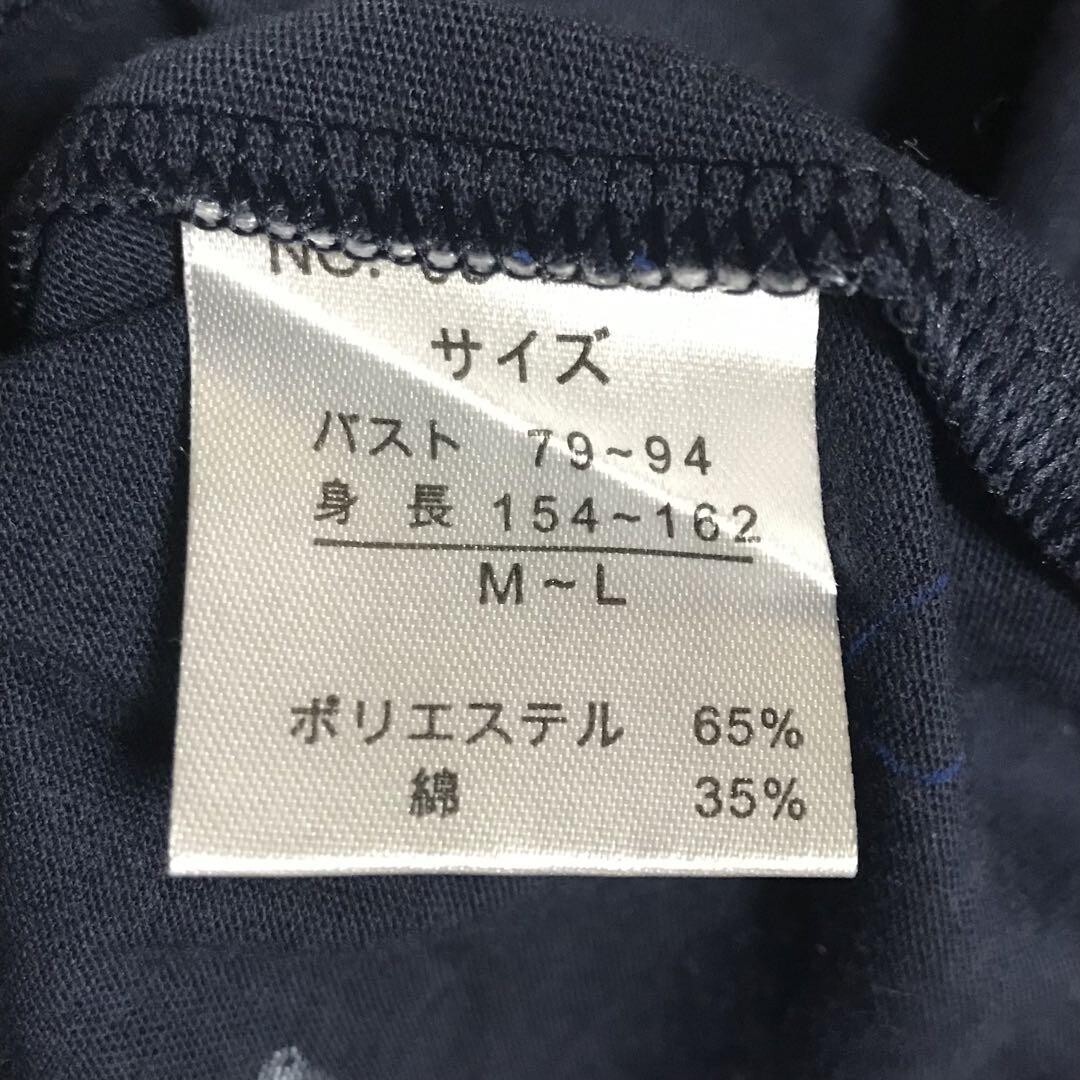 NO.
サイズ
バスト 79~94
身長 154~162
M~L
ポリエステル 65%
綿 35%